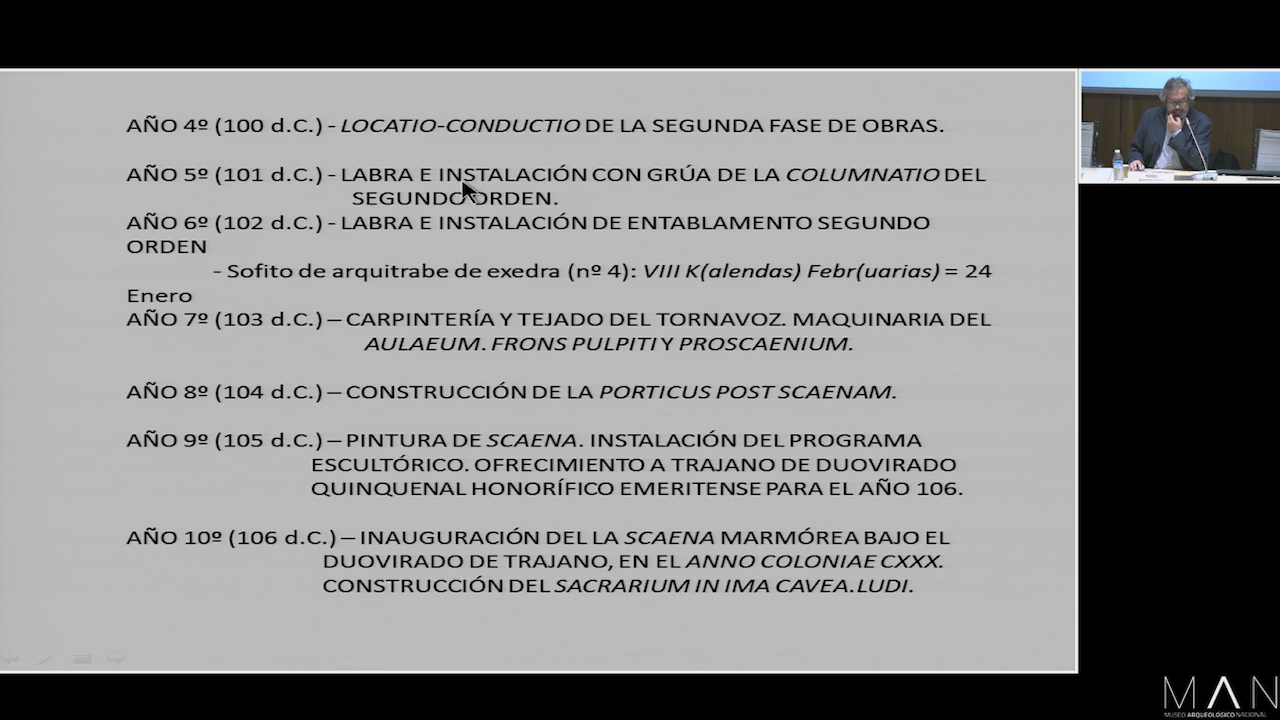 AÑO 4º (100 d.C.) - LOCATIO-CONDUCTIO DE LA SEGUNDA FASE DE OBRAS.
AÑO 5º (101 d.C.) - LABRA E INSTALACIÓN CON GRÚA DE LA COLUMNATIO DEL
SEGUNDO ORDEN.
AÑO 6º (102 d.C.) - LABRA E INSTALACIÓN DE ENTABLAMENTO SEGUNDO
ORDEN
- Sofito de arquitrabe de exedra (nº 4): VIII K(alendas) Febr(uarias) = 24
Enero
AÑO 7º (103 d.C.) – CARPINTERÍA Y TEJADO DEL TORNAVOZ. MAQUINARIA DEL
AULAEUM. FRONS PULPITI Y PROSCAENIUM.
AÑO 8º (104 d.C.) – CONSTRUCCIÓN DE LA PORTICUS POST SCAENAM.
AÑO 9º (105 d.C.) – PINTURA DE SCAENA. INSTALACIÓN DEL PROGRAMA
ESCULTÓRICO. OFRECIMIENTO A TRAJANO DE DUOVIRADO
QUINQUENAL HONORÍFICO EMERITENSE PARA EL AÑO 106.
AÑO 10º (106 d.C.) – INAUGURACIÓN DEL LA SCAENA MARMÓREA BAJO EL
DUOVIRADO DE TRAJANO, EN EL ANNO COLONIAE CXXX.
CONSTRUCCIÓN DEL SACRARIUM IN IMA CAVEA. LUDI.
MAN
MUSEO ARQUEOLÓGICO NACIONAL